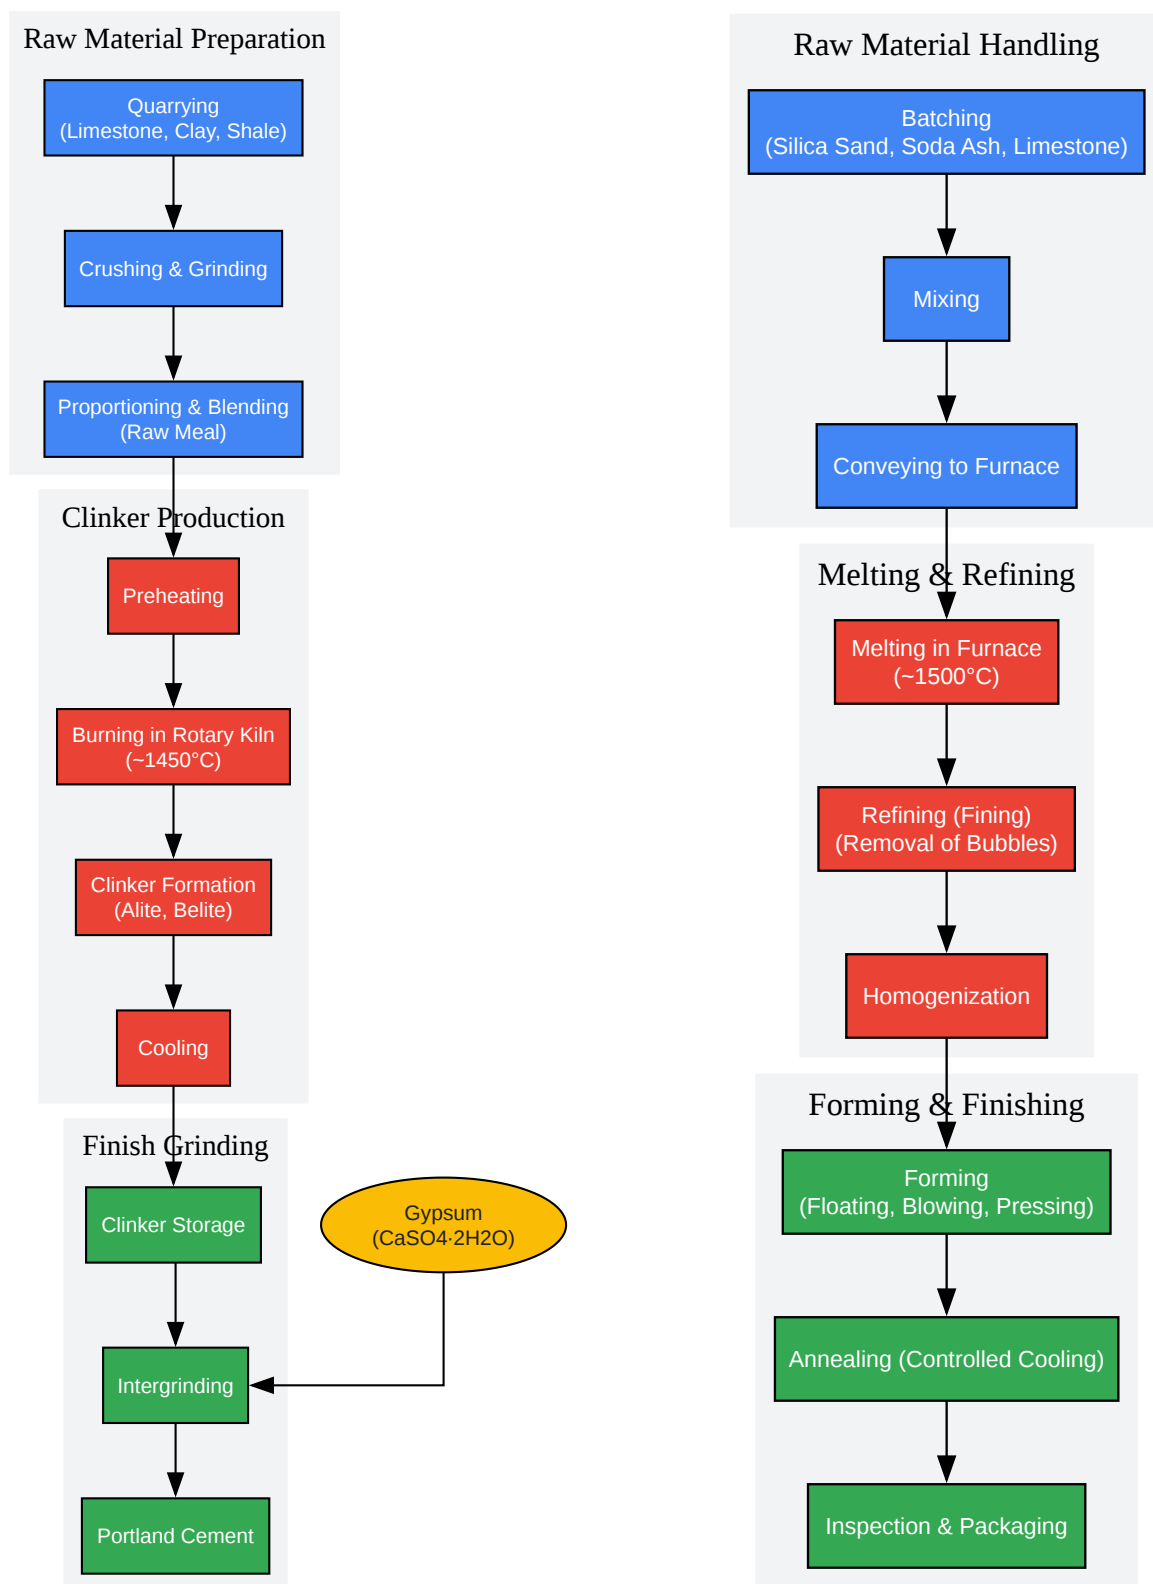 Raw Material Preparation
Quarrying
(Limestone, Clay, Shale)
Crushing & Grinding
Proportioning & Blending
(Raw Meal)
Clinker Production
Preheating
Burning in Rotary Kiln
(~1450°C)
Clinker Formation
(Alite, Belite)
Cooling
Finish Grinding
Clinker Storage
Gypsum
(CaSO4·2H2O)
Intergrinding
Portland Cement
Raw Material Handling
Batching
(Silica Sand, Soda Ash, Limestone)
Mixing
Conveying to Furnace
Melting & Refining
Melting in Furnace
(~1500°C)
Refining (Fining)
(Removal of Bubbles)
Homogenization
Forming & Finishing
Forming
(Floating, Blowing, Pressing)
Annealing (Controlled Cooling)
Inspection & Packaging